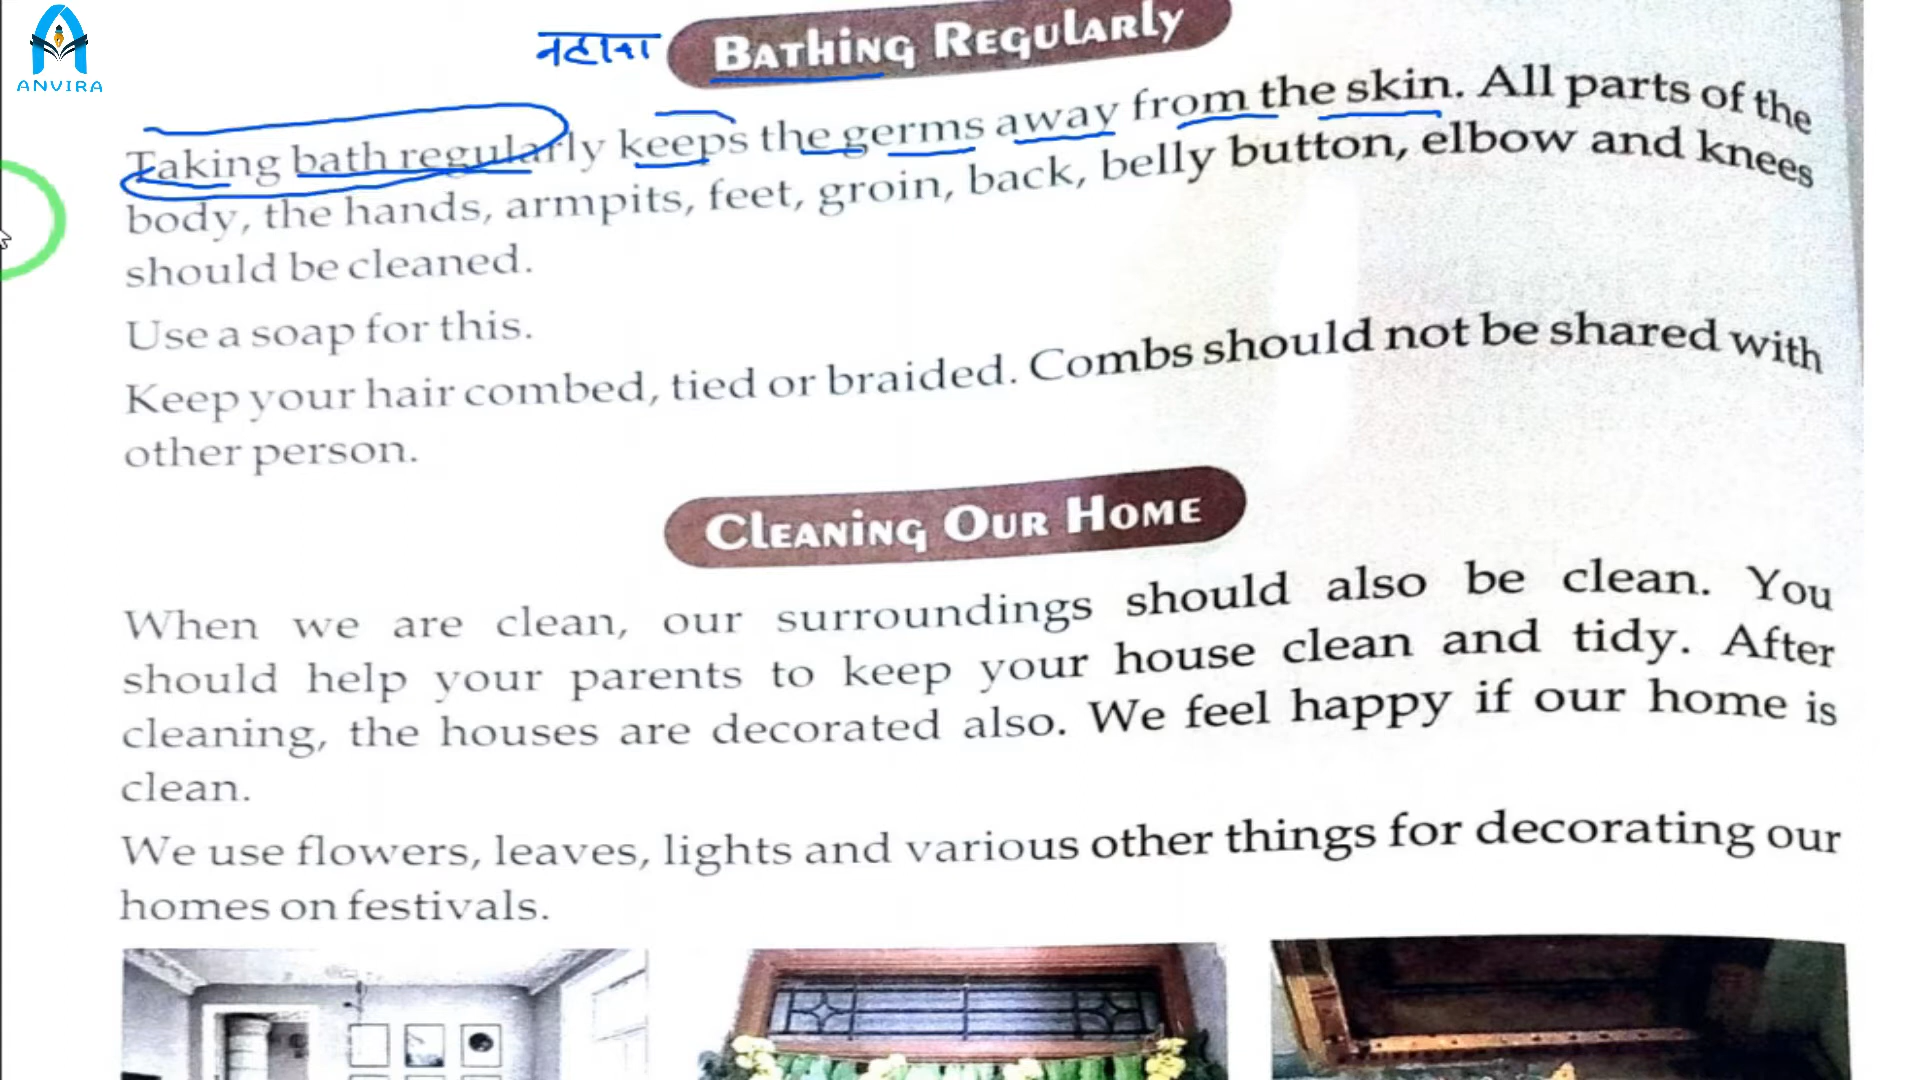 ANVIRA
नहाना BATHING REGULARLY
Taking bath regularly keeps the germs away from the skin. All parts of the
body, the hands, armpits, feet, groin, back, belly button, elbow and knees
should be cleaned.
Use a soap for this.
Keep your hair combed, tied or braided. Combs should not be shared with
other person.
CLEANING OUR HOME
When we are clean, our surroundings should also be clean. You
should help your parents to keep your house clean and tidy. After
cleaning, the houses are decorated also. We feel happy if our home is
clean.
We use flowers, leaves, lights and various other things for decorating our
homes on festivals.